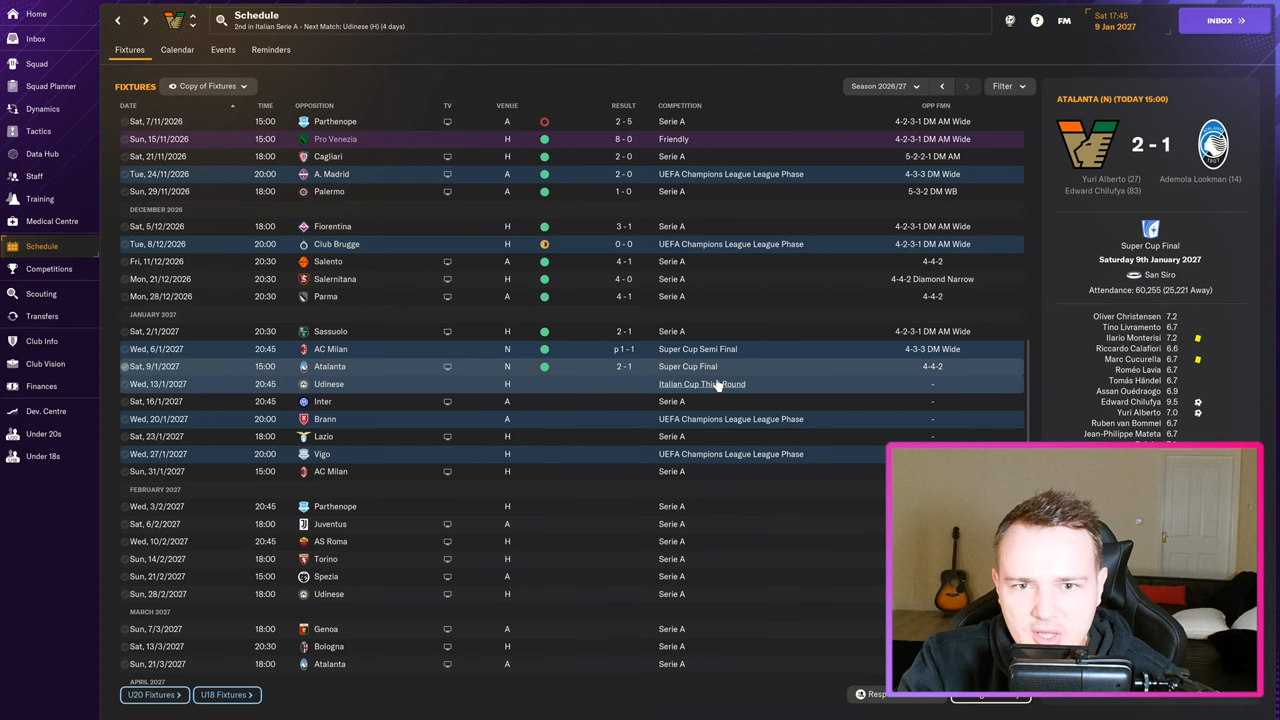 Home
Inbox
Squad
Squad Planner
Dynamics
Tactics
Data Hub
Staff
Training
Medical Centre
Schedule
Competitions
Scouting
Transfers
Club Info
Club Vision
Finances
Dev. Centre
Under 20s
Under 18s
Schedule
2nd in Italian Serie A - Next Match: Udinese (H) (4 days)
?
FM
Sat 17:45
9 Jan 2027
INBOX
Fixtures Calendar Events Reminders
FIXTURES Copy of Fixtures Season 2026/27 Filter
DATE TIME OPPOSITION TV VENUE RESULT COMPETITION OPP FMN
Sat, 7/11/2026 15:00 Parthenope A 2 - 5 Serie A 4-2-3-1 DM AM Wide
Sun, 15/11/2026 15:00 Pro Venezia H 8 - 0 Friendly 4-2-3-1 DM AM Wide
Sat, 21/11/2026 18:00 Cagliari H 2 - 0 Serie A 5-2-2-1 DM AM
Tue, 24/11/2026 20:00 A. Madrid H 2 - 0 UEFA Champions League League Phase 4-3-3 DM Wide
Sun, 29/11/2026 18:00 Palermo A 1 - 0 Serie A 5-3-2 DM WB
DECEMBER 2026
Sat, 5/12/2026 18:00 Fiorentina H 3 - 1 Serie A 4-2-3-1 DM AM Wide
Tue, 8/12/2026 20:00 Club Brugge H 0 - 0 UEFA Champions League League Phase 4-2-3-1 DM AM Wide
Fri, 11/12/2026 20:30 Salento A 4 - 1 Serie A 4-4-2
Mon, 21/12/2026 20:30 Salernitana H 4 - 0 Serie A 4-4-2 Diamond Narrow
Mon, 28/12/2026 20:30 Parma A 4 - 1 Serie A 4-4-2
JANUARY 2027
Sat, 2/1/2027 20:30 Sassuolo H 2 - 1 Serie A 4-2-3-1 DM AM Wide
Wed, 6/1/2027 20:45 AC Milan N p 1 - 1 Super Cup Semi Final 4-3-3 DM Wide
Sat, 9/1/2027 15:00 Atalanta N 2 - 1 Super Cup Final 4-4-2
Wed, 13/1/2027 20:45 Udinese H Italian Cup Third Round -
Sat, 16/1/2027 20:45 Inter A Serie A -
Wed, 20/1/2027 20:00 Brann A UEFA Champions League League Phase -
Sat, 23/1/2027 18:00 Lazio H Serie A -
Wed, 27/1/2027 20:00 Vigo H UEFA Champions League League Phase
Sun, 31/1/2027 15:00 AC Milan H Serie A
FEBRUARY 2027
Wed, 3/2/2027 20:45 Parthenope H Serie A
Sat, 6/2/2027 18:00 Juventus A Serie A
Wed, 10/2/2027 20:45 AS Roma H Serie A
Sun, 14/2/2027 18:00 Torino H Serie A
Sun, 21/2/2027 15:00 Spezia A Serie A
Sun, 28/2/2027 18:00 Udinese H Serie A
MARCH 2027
Sun, 7/3/2027 18:00 Genoa A Serie A
Sat, 13/3/2027 20:30 Bologna H Serie A
Sun, 21/3/2027 18:00 Atalanta A Serie A
APRIL 2027
U20 Fixtures U18 Fixtures
Resp
ATALANTA (N) (TODAY 15:00)
2 - 1
Yuri Alberto (27)
Edward Chilufya (83)
Ademola Lookman (14)
Super Cup Final
Saturday 9th January 2027
San Siro
Attendance: 60,255 (25,221 Away)
Oliver Christensen 7.2
Tino Livramento 6.7
Ilario Monterisi 7.2
Riccardo Calafiori 6.6
Marc Cucurella 6.7
Roméo Lavia 6.7
Tomás Händel 6.7
Assan Ouédraogo 6.9
Edward Chilufya 9.5
Yuri Alberto 7.0
Ruben van Bommel 6.7
Jean-Philippe Mateta 6.7